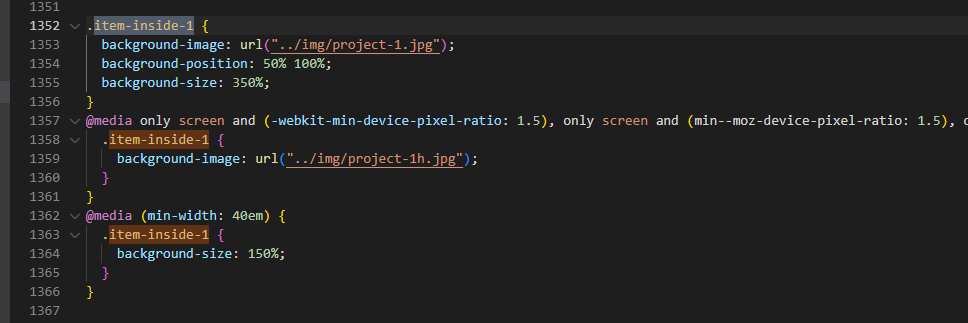 1351
1352 .item-inside-1 {
1353 background-image: url("../img/project-1.jpg");
1354 background-position: 50% 100%;
1355 background-size: 350%;
1356 }
1357 @media only screen and (-webkit-min-device-pixel-ratio: 1.5), only screen and (min--moz-device-pixel-ratio: 1.5),
1358 .item-inside-1 {
1359 background-image: url("../img/project-1h.jpg");
1360 }
1361 }
1362 @media (min-width: 40em) {
1363 .item-inside-1 {
1364 background-size: 150%;
1365 }
1366 }
1367